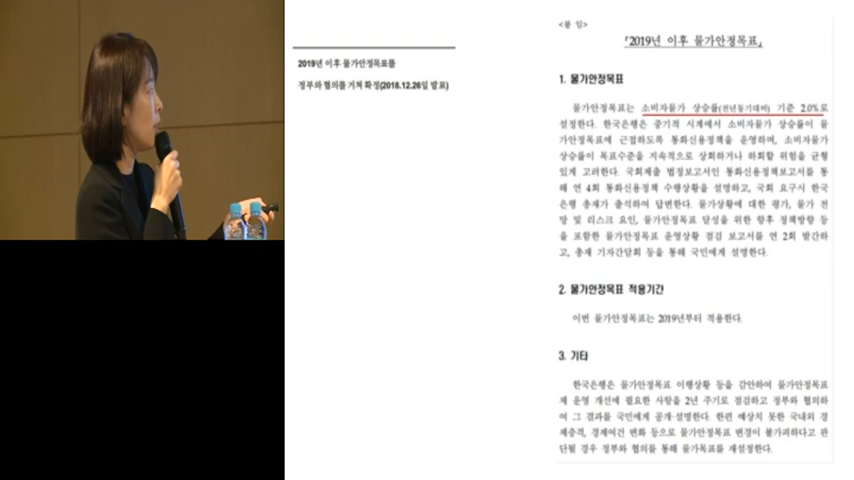 2019년 이후 물가안정목표를
정부와 협의를 거쳐 확정(2018.12.26일 발표)
<붙 임>
「2019년 이후 물가안정목표」
1. 물가안정목표
물가안정목표는 소비자물가 상승률(전년동기대비) 기준 2.0%로
설정한다. 한국은행은 중기적 시계에서 소비자물가 상승률이 물
가안정목표에 근접하도록 통화신용정책을 운영하며, 소비자물가
상승률이 목표수준을 지속적으로 상회하거나 하회할 위험을 균형
있게 고려한다. 국회제출 법정보고서인 통화신용정책보고서를 통
해 연 4회 통화신용정책 수행상황을 설명하고, 국회 요구시 한국
은행 총재가 출석하여 답변한다. 물가상황에 대한 평가, 물가 전
망 및 리스크 요인, 물가안정목표 달성을 위한 향후 정책방향 등
을 포함한 물가안정목표 운영상황 점검 보고서를 연 2회 발간하
고, 총재 기자간담회 등을 통해 국민에게 설명한다.
2. 물가안정목표 적용기간
이번 물가안정목표는 2019년부터 적용한다.
3. 기타
한국은행은 물가안정목표 이행상황 등을 감안하여 물가안정목표
제 운영 개선에 필요한 사항을 2년 주기로 점검하고 정부와 협의하
여 그 결과를 국민에게 공개·설명한다. 한편 예상치 못한 국내외 경
제충격, 경제여건 변화 등으로 물가안정목표 변경이 불가피하다고 판
단될 경우 정부와 협의를 통해 물가목표를 재설정한다.